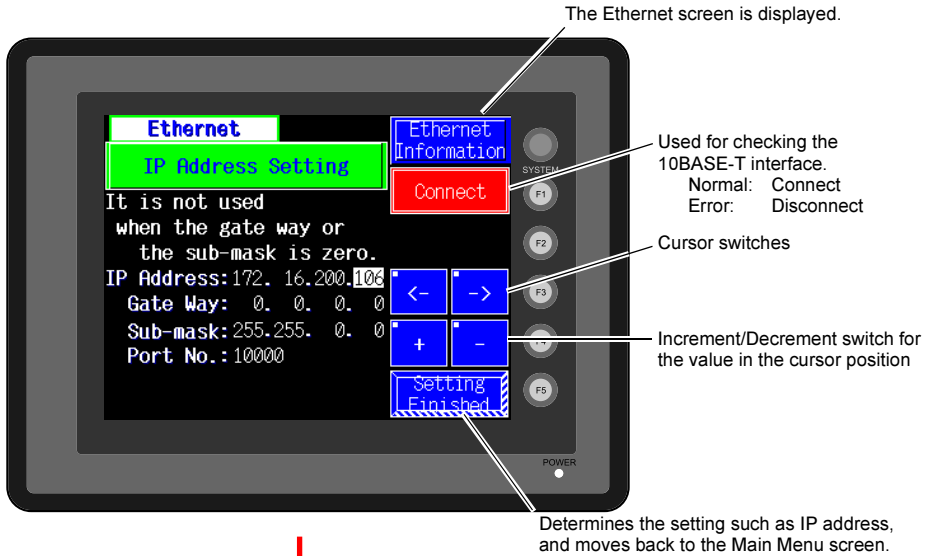 The Ethernet screen is displayed.
Ethernet
Ethernet
Information
IP Address Setting
SYSTEM
Used for checking the
10BASE-T interface.
Normal: Connect
Error: Disconnect
Connect
F1
It is not used
when the gate way or
the sub-mask is zero.
F2
Cursor switches
IP Address:172. 16.200.106
<- ->
F3
Gate Way: 0. 0. 0. 0
Sub-mask:255.255. 0. 0
+ -
F4
Increment/Decrement switch for
the value in the cursor position
Port No.:10000
Setting
Finished
F5
POWER
Determines the setting such as IP address,
and moves back to the Main Menu screen.